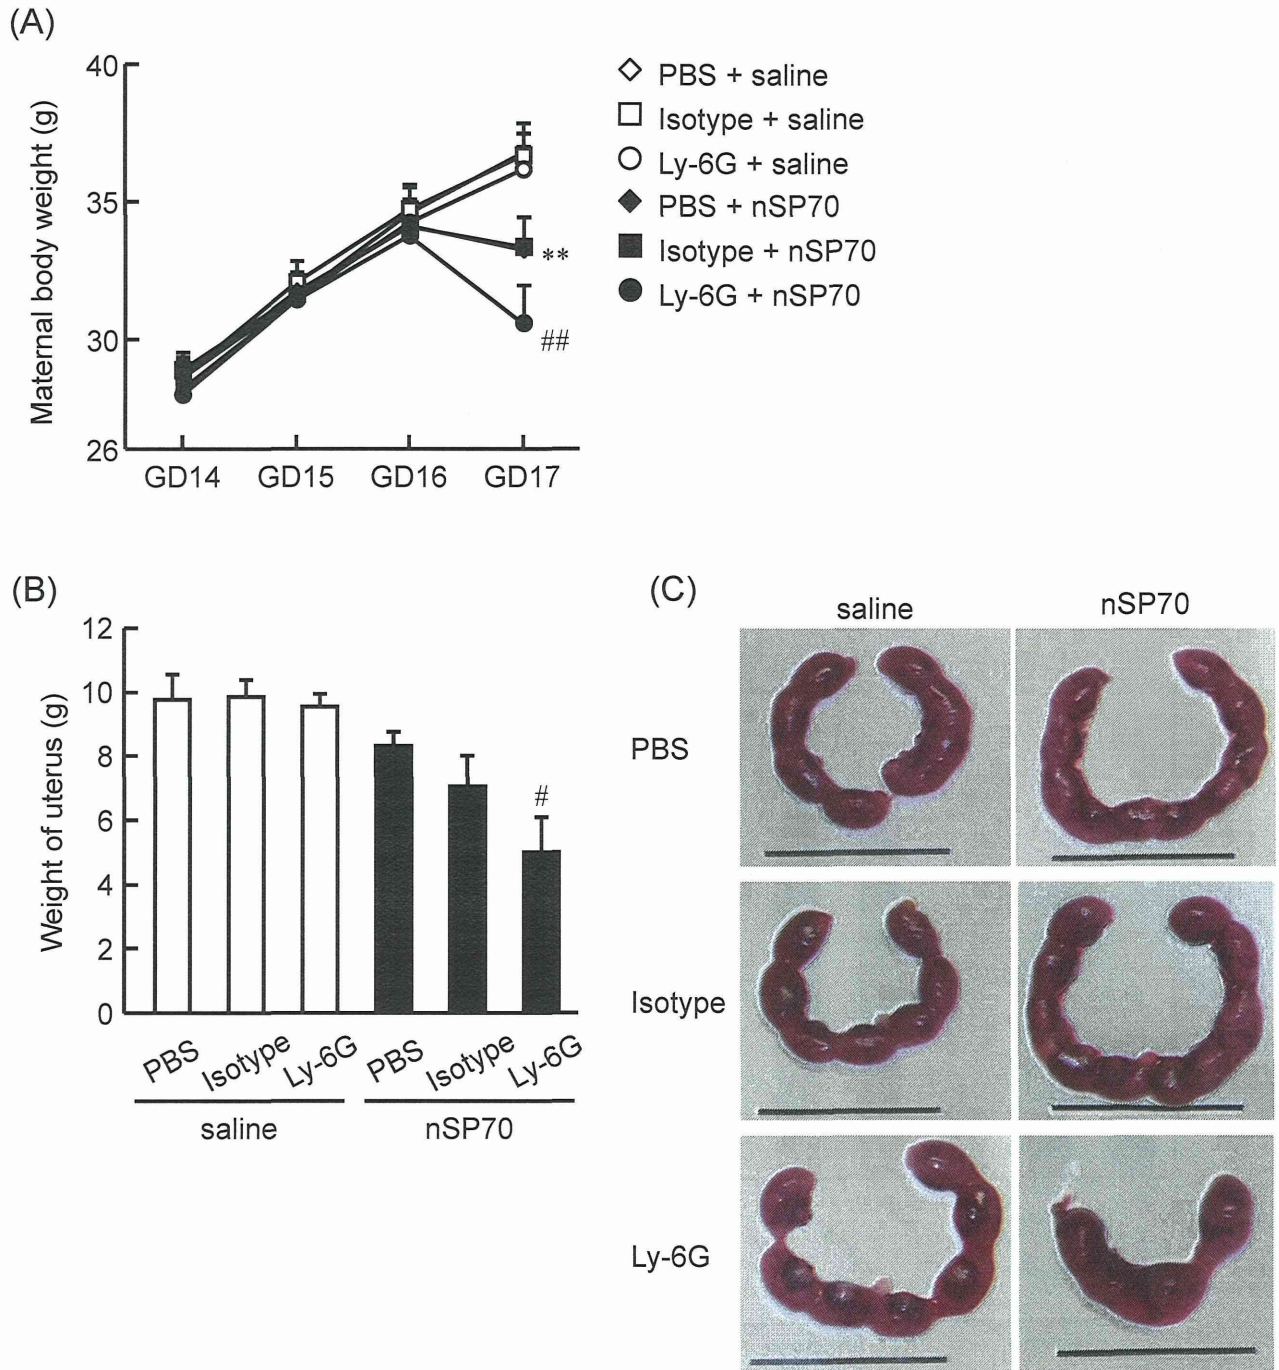 (A)
Maternal body weight (g)
40
35
30
26
GD14 GD15 GD16 GD17
**
##
PBS + saline
Isotype + saline
Ly-6G + saline
PBS + nSP70
Isotype + nSP70
Ly-6G + nSP70
(B)
Weight of uterus (g)
12
10
8
6
4
2
0
#
PBS Isotype Ly-6G PBS Isotype Ly-6G
saline nSP70
(C)
saline nSP70
PBS
Isotype
Ly-6G